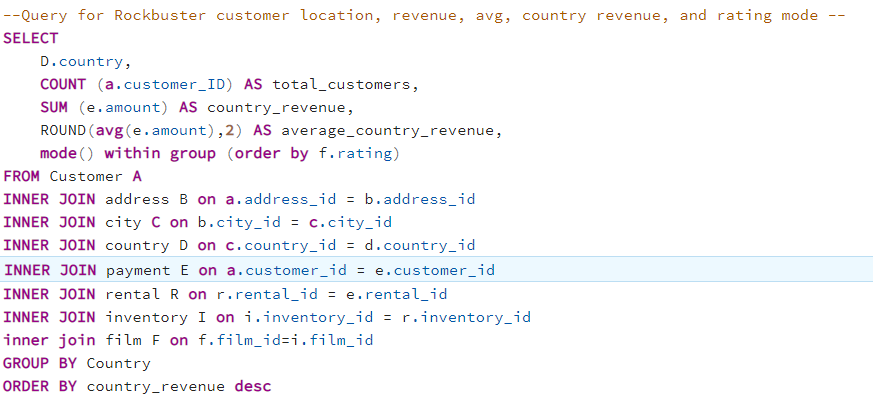 --Query for Rockbuster customer location, revenue, avg, country revenue, and rating mode --
SELECT
    D.country,
    COUNT (a.customer_ID) AS total_customers,
    SUM (e.amount) AS country_revenue,
    ROUND(avg(e.amount),2) AS average_country_revenue,
    mode() within group (order by f.rating)
FROM Customer A
INNER JOIN address B on a.address_id = b.address_id
INNER JOIN city C on b.city_id = c.city_id
INNER JOIN country D on c.country_id = d.country_id
INNER JOIN payment E on a.customer_id = e.customer_id
INNER JOIN rental R on r.rental_id = e.rental_id
INNER JOIN inventory I on i.inventory_id = r.inventory_id
inner join film F on f.film_id=i.film_id
GROUP BY Country
ORDER BY country_revenue desc